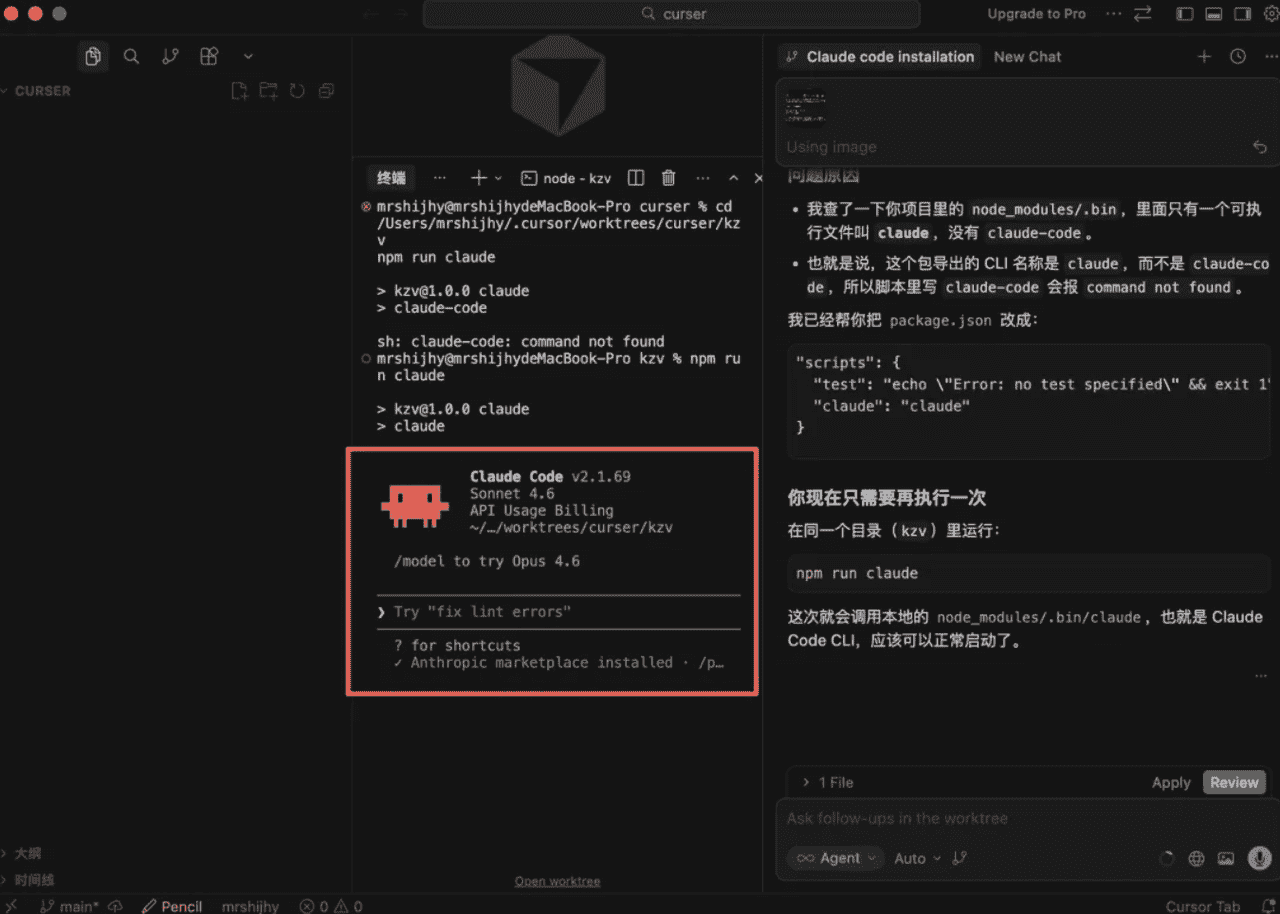 curser
Upgrade to Pro
CURSER
终端
node - kzv
mrshijhy@mrshijhydeMacBook-Pro curser % cd
/Users/mrshijhy/.cursor/worktrees/curser/kz
v
npm run claude
> kzv@1.0.0 claude
> claude-code
sh: claude-code: command not found
mrshijhy@mrshijhydeMacBook-Pro kzv % npm ru
n claude
> kzv@1.0.0 claude
> claude
Claude Code v2.1.69
Sonnet 4.6
API Usage Billing
~/…/worktrees/curser/kzv
/model to try Opus 4.6
❯ Try "fix lint errors"
? for shortcuts
✓ Anthropic marketplace installed · /p…
Open worktree
Claude code installation
New Chat
Using image
问题原因
• 我查了一下你项目里的 node_modules/.bin，里面只有一个可执
行文件叫 claude，没有 claude-code。
• 也就是说，这个包导出的 CLI 名称是 claude，而不是 claude-co
de，所以脚本里写 claude-code 会报 command not found。
我已经帮你把 package.json 改成：
"scripts": {
"test": "echo \"Error: no test specified\" && exit 1"
"claude": "claude"
}
你现在只需要再执行一次
在同一个目录（kzv）里运行：
npm run claude
这次就会调用本地的 node_modules/.bin/claude，也就是 Claude
Code CLI，应该可以正常启动了。
1 File
Apply
Review
Ask follow-ups in the worktree
Agent
Auto
大纲
时间线
main*
Pencil
mrshijhy
0
0
Cursor Tab